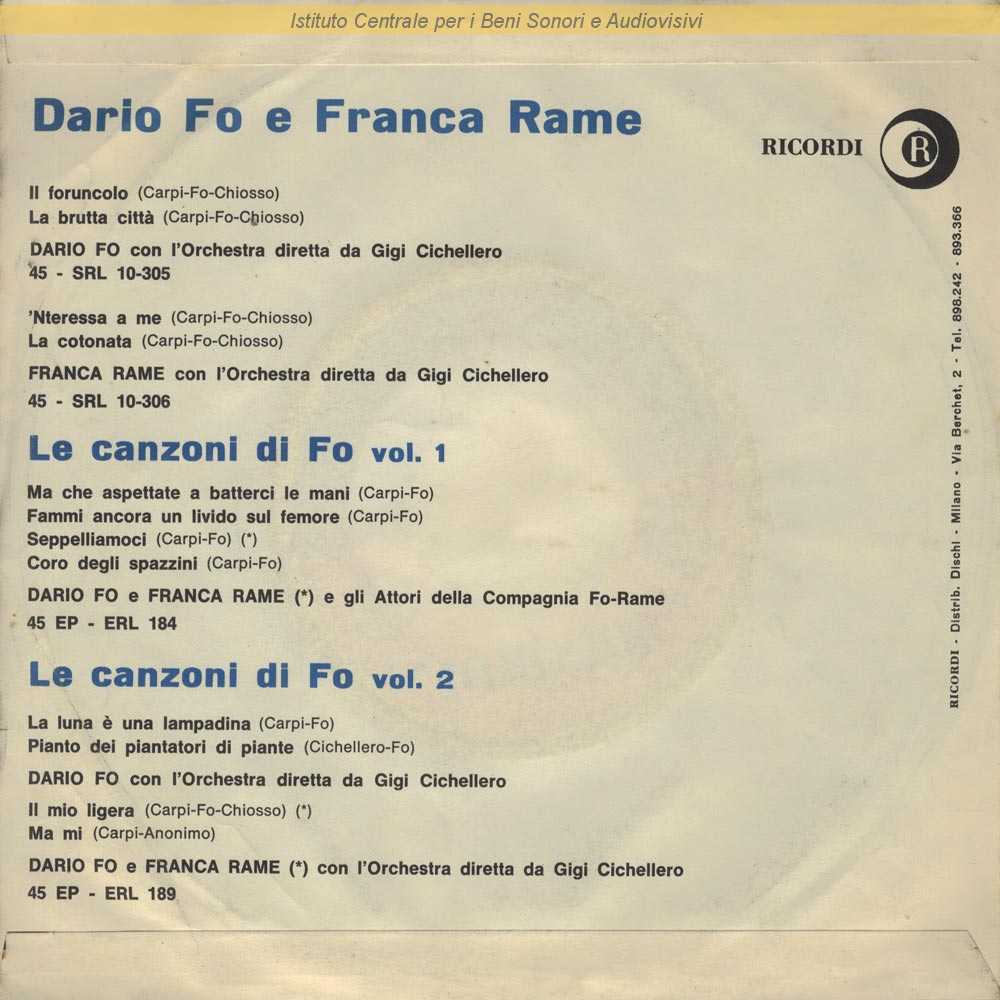 Istituto Centrale per i Beni Sonori e Audiovisivi
Dario Fo e Franca Rame
RICORDI R
Il foruncolo (Carpi-Fo-Chiosso)
La brutta città (Carpi-Fo-Chiosso)
DARIO FO con l'Orchestra diretta da Gigi Cichellero
45 - SRL 10-305
'Nteressa a me (Carpi-Fo-Chiosso)
La cotonata (Carpi-Fo-Chiosso)
FRANCA RAME con l'Orchestra diretta da Gigi Cichellero
45 - SRL 10-306
Le canzoni di Fo vol. 1
Ma che aspettate a batterci le mani (Carpi-Fo)
Fammi ancora un livido sul femore (Carpi-Fo)
Seppelliamoci (Carpi-Fo) (*)
Coro degli spazzini (Carpi-Fo)
DARIO FO e FRANCA RAME (*) e gli Attori della Compagnia Fo-Rame
45 EP - ERL 184
Le canzoni di Fo vol. 2
La luna è una lampadina (Carpi-Fo)
Pianto dei piantatori di piante (Cichellero-Fo)
DARIO FO con l'Orchestra diretta da Gigi Cichellero
Il mio ligera (Carpi-Fo-Chiosso) (*)
Ma mi (Carpi-Anonimo)
DARIO FO e FRANCA RAME (*) con l'Orchestra diretta da Gigi Cichellero
45 EP - ERL 189
RICORDI - Distrib. Dischi - Milano - Via Berchet, 2 - Tel. 898.242 - 893.366